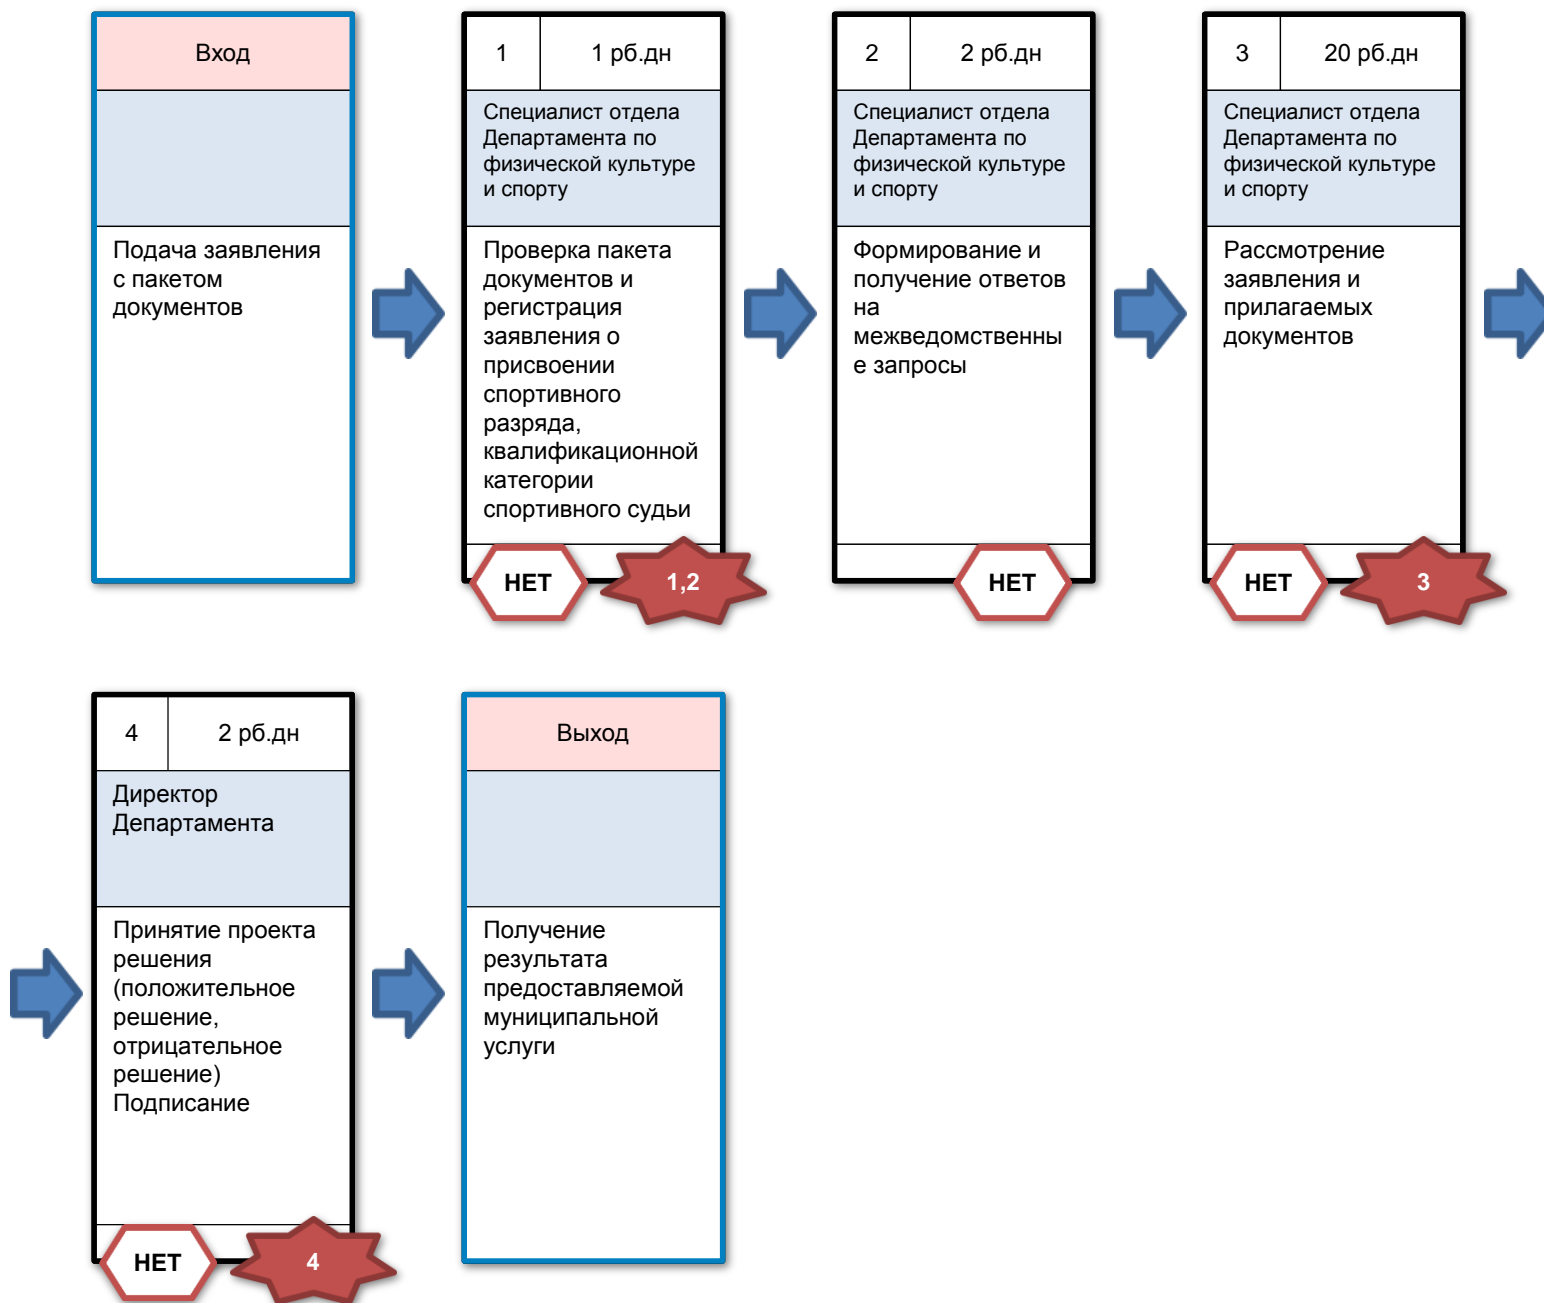 Вход
Подача заявления
с пакетом
документов
1
1 рб.дн
Специалист отдела
Департамента по
физической культуре
и спорту
Проверка пакета
документов и
регистрация
заявления о
присвоении
спортивного
разряда,
квалификационной
категории
спортивного судьи
НЕТ
1,2
2
2 рб.дн
Специалист отдела
Департамента по
физической культуре
и спорту
Формирование и
получение ответов
на
межведомственны
е запросы
НЕТ
3
20 рб.дн
Специалист отдела
Департамента по
физической культуре
и спорту
Рассмотрение
заявления и
прилагаемых
документов
НЕТ
3
4
2 рб.дн
Директор
Департамента
Принятие проекта
решения
(положительное
решение,
отрицательное
решение)
Подписание
НЕТ
4
Выход
Получение
результата
предоставляемой
муниципальной
услуги